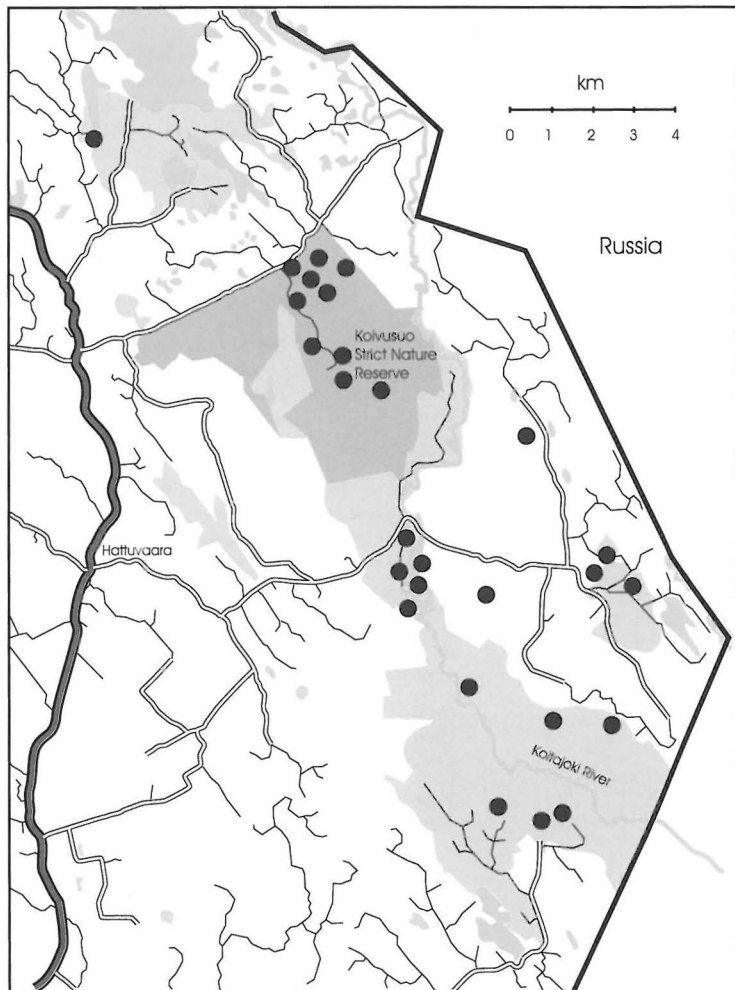 km
0 1 2 3 4
Russia
Koivusuo
Strict Nature
Reserve
Hattuvaara
Koitajoki River